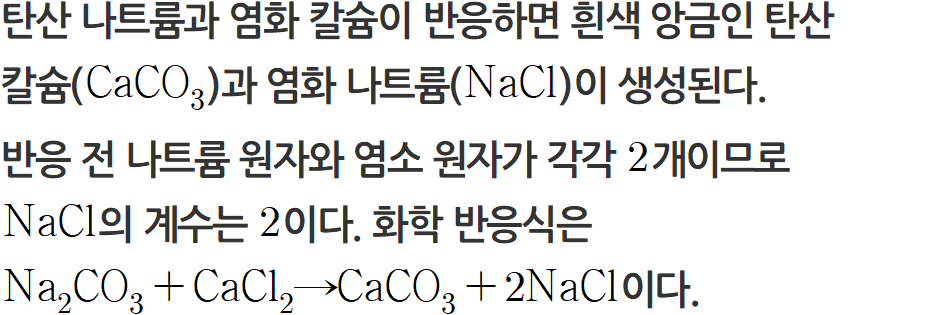 탄산 나트륨과 염화 칼슘이 반응하면 흰색 앙금인 탄산
칼슘(CaCO₃)과 염화 나트륨(NaCl)이 생성된다.
반응 전 나트륨 원자와 염소 원자가 각각 2개이므로
NaCl의 계수는 2이다. 화학 반응식은
Na₂CO₃+CaCl₂→CaCO₃+2NaCl이다.